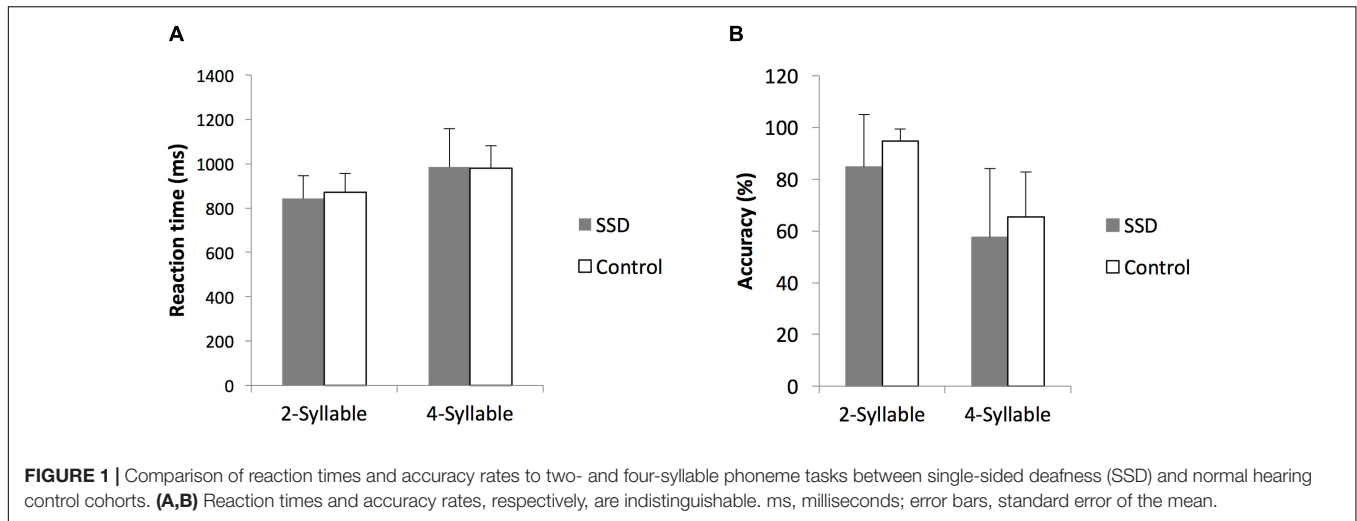 A
1400
1200
1000
800
600
400
200
0
Reaction time (ms)
2-Syllable 4-Syllable
SSD
Control
B
120
100
80
60
40
20
0
Accuracy (%)
2-Syllable 4-Syllable
SSD
Control
FIGURE 1 | Comparison of reaction times and accuracy rates to two- and four-syllable phoneme tasks between single-sided deafness (SSD) and normal hearing
control cohorts. (A,B) Reaction times and accuracy rates, respectively, are indistinguishable. ms, milliseconds; error bars, standard error of the mean.